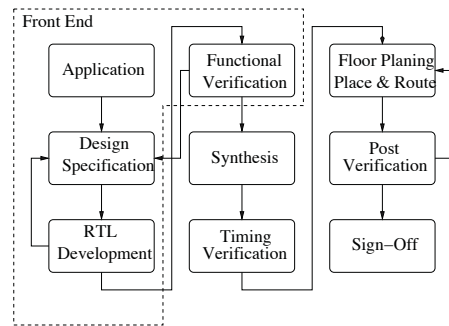 Front End
Application
Design
Specification
RTL
Development
Functional
Verification
Synthesis
Timing
Verification
Floor Planing
Place & Route
Post
Verification
Sign−Off